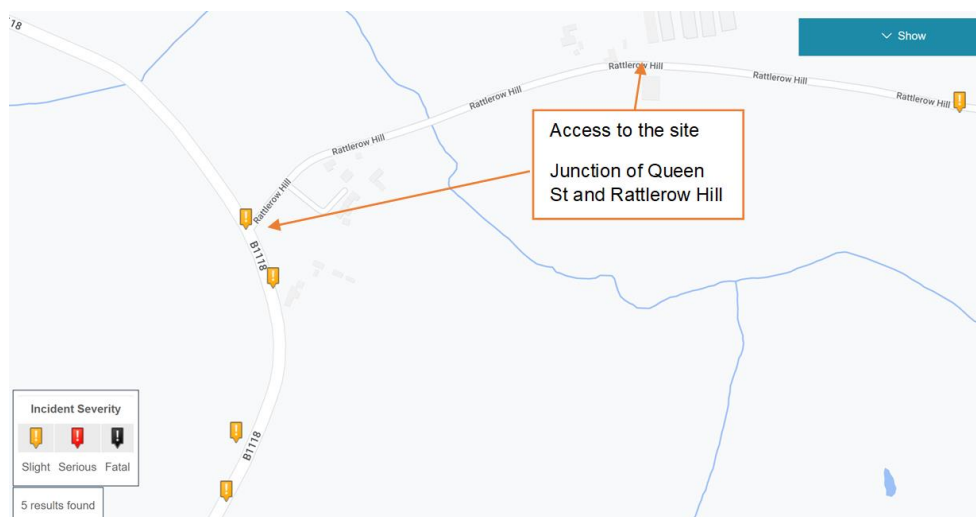 118
Show
Rattlerow Hill
Rattlerow Hill
Rattlerow Hill
Rattlerow Hill
Rattlerow Hill
Rattlerow Hill
Access to the site
Junction of Queen
St and Rattlerow Hill
B1118
B1118
Incident Severity
Slight Serious Fatal
5 results found